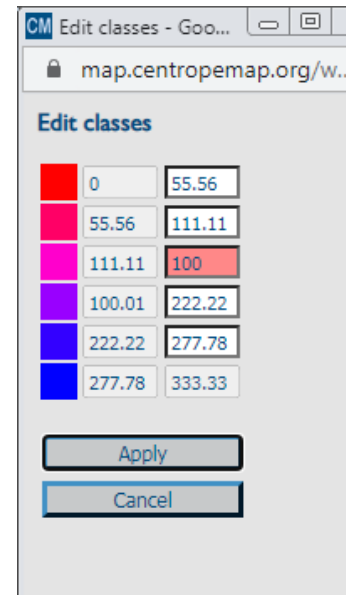 CM Edit classes - Goo...
map.centropemap.org/w..
Edit classes
0 55.56
55.56 111.11
111.11 100
100.01 222.22
222.22 277.78
277.78 333.33
Apply
Cancel